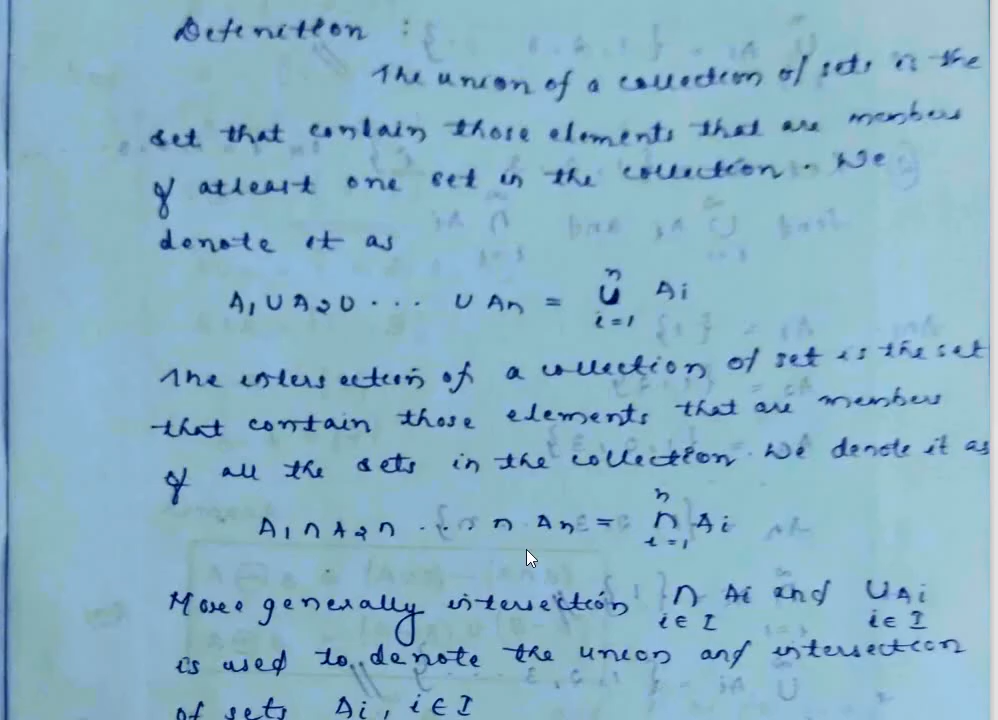 Definition :
The union of a collection of sets is the
set that contain those elements that are members
of atleast one set in the collection. We
denote it as
A₁ ∪ A₂ ∪ ... ∪ Aₙ = ⋃ⁿᵢ₌₁ Aᵢ
The intersection of a collection of set is the set
that contain those elements that are members
of all the sets in the collection. We denote it as
A₁ ∩ A₂ ∩ ... ∩ Aₙ = ⋂ⁿᵢ₌₁ Aᵢ
More generally intersection ∩ Ai and ∪ Ai
i ∈ I i ∈ I
is used to denote the union and intersection
of sets Ai, i ∈ I